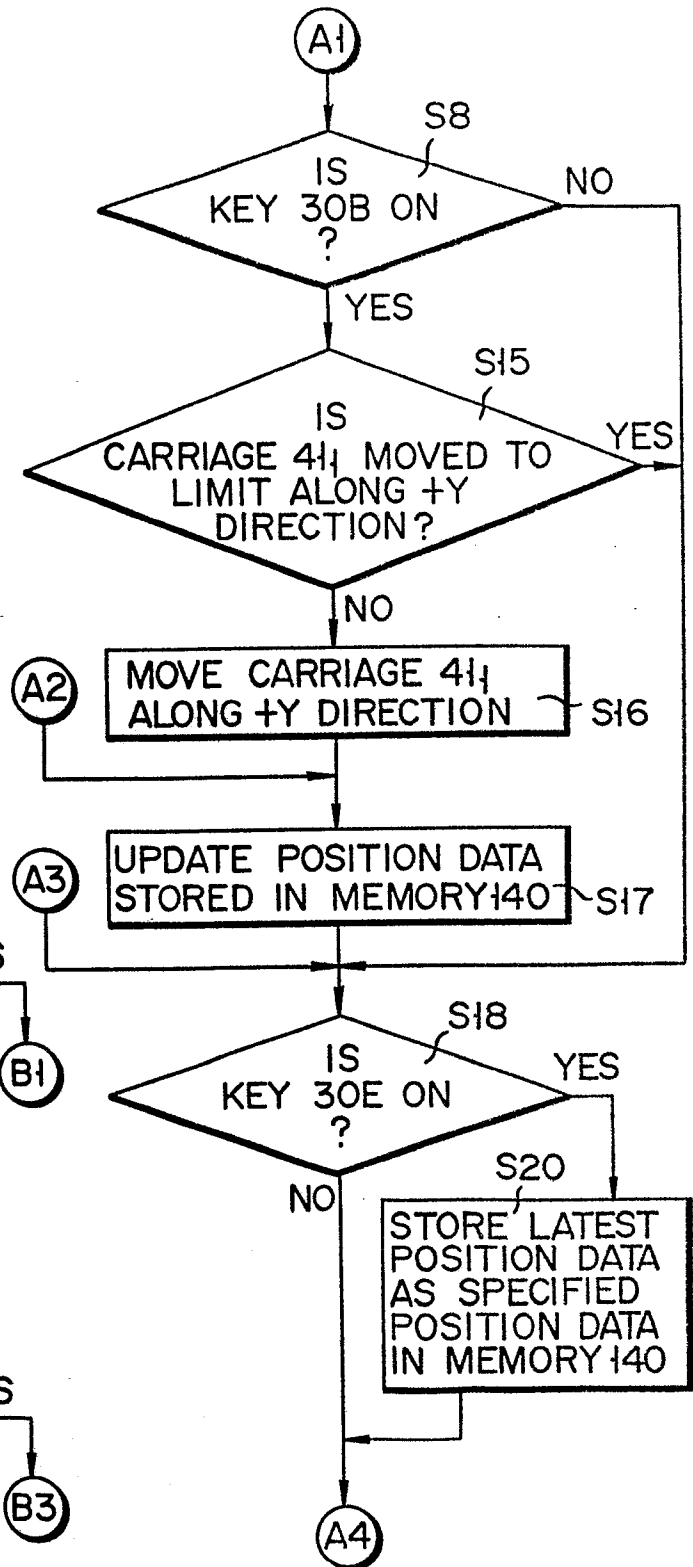 A1
S8
IS
KEY 30B ON
?
NO
YES
S15
IS
CARRIAGE 41₁ MOVED TO
LIMIT ALONG +Y
DIRECTION?
YES
NO
A2
MOVE CARRIAGE 41₁
ALONG +Y DIRECTION
S16
A3
UPDATE POSITION DATA
STORED IN MEMORY 140
S17
S
B1
S18
IS
KEY 30E ON
?
YES
NO
S20
STORE LATEST
POSITION DATA
AS SPECIFIED
POSITION DATA
IN MEMORY 140
S
B3
A4